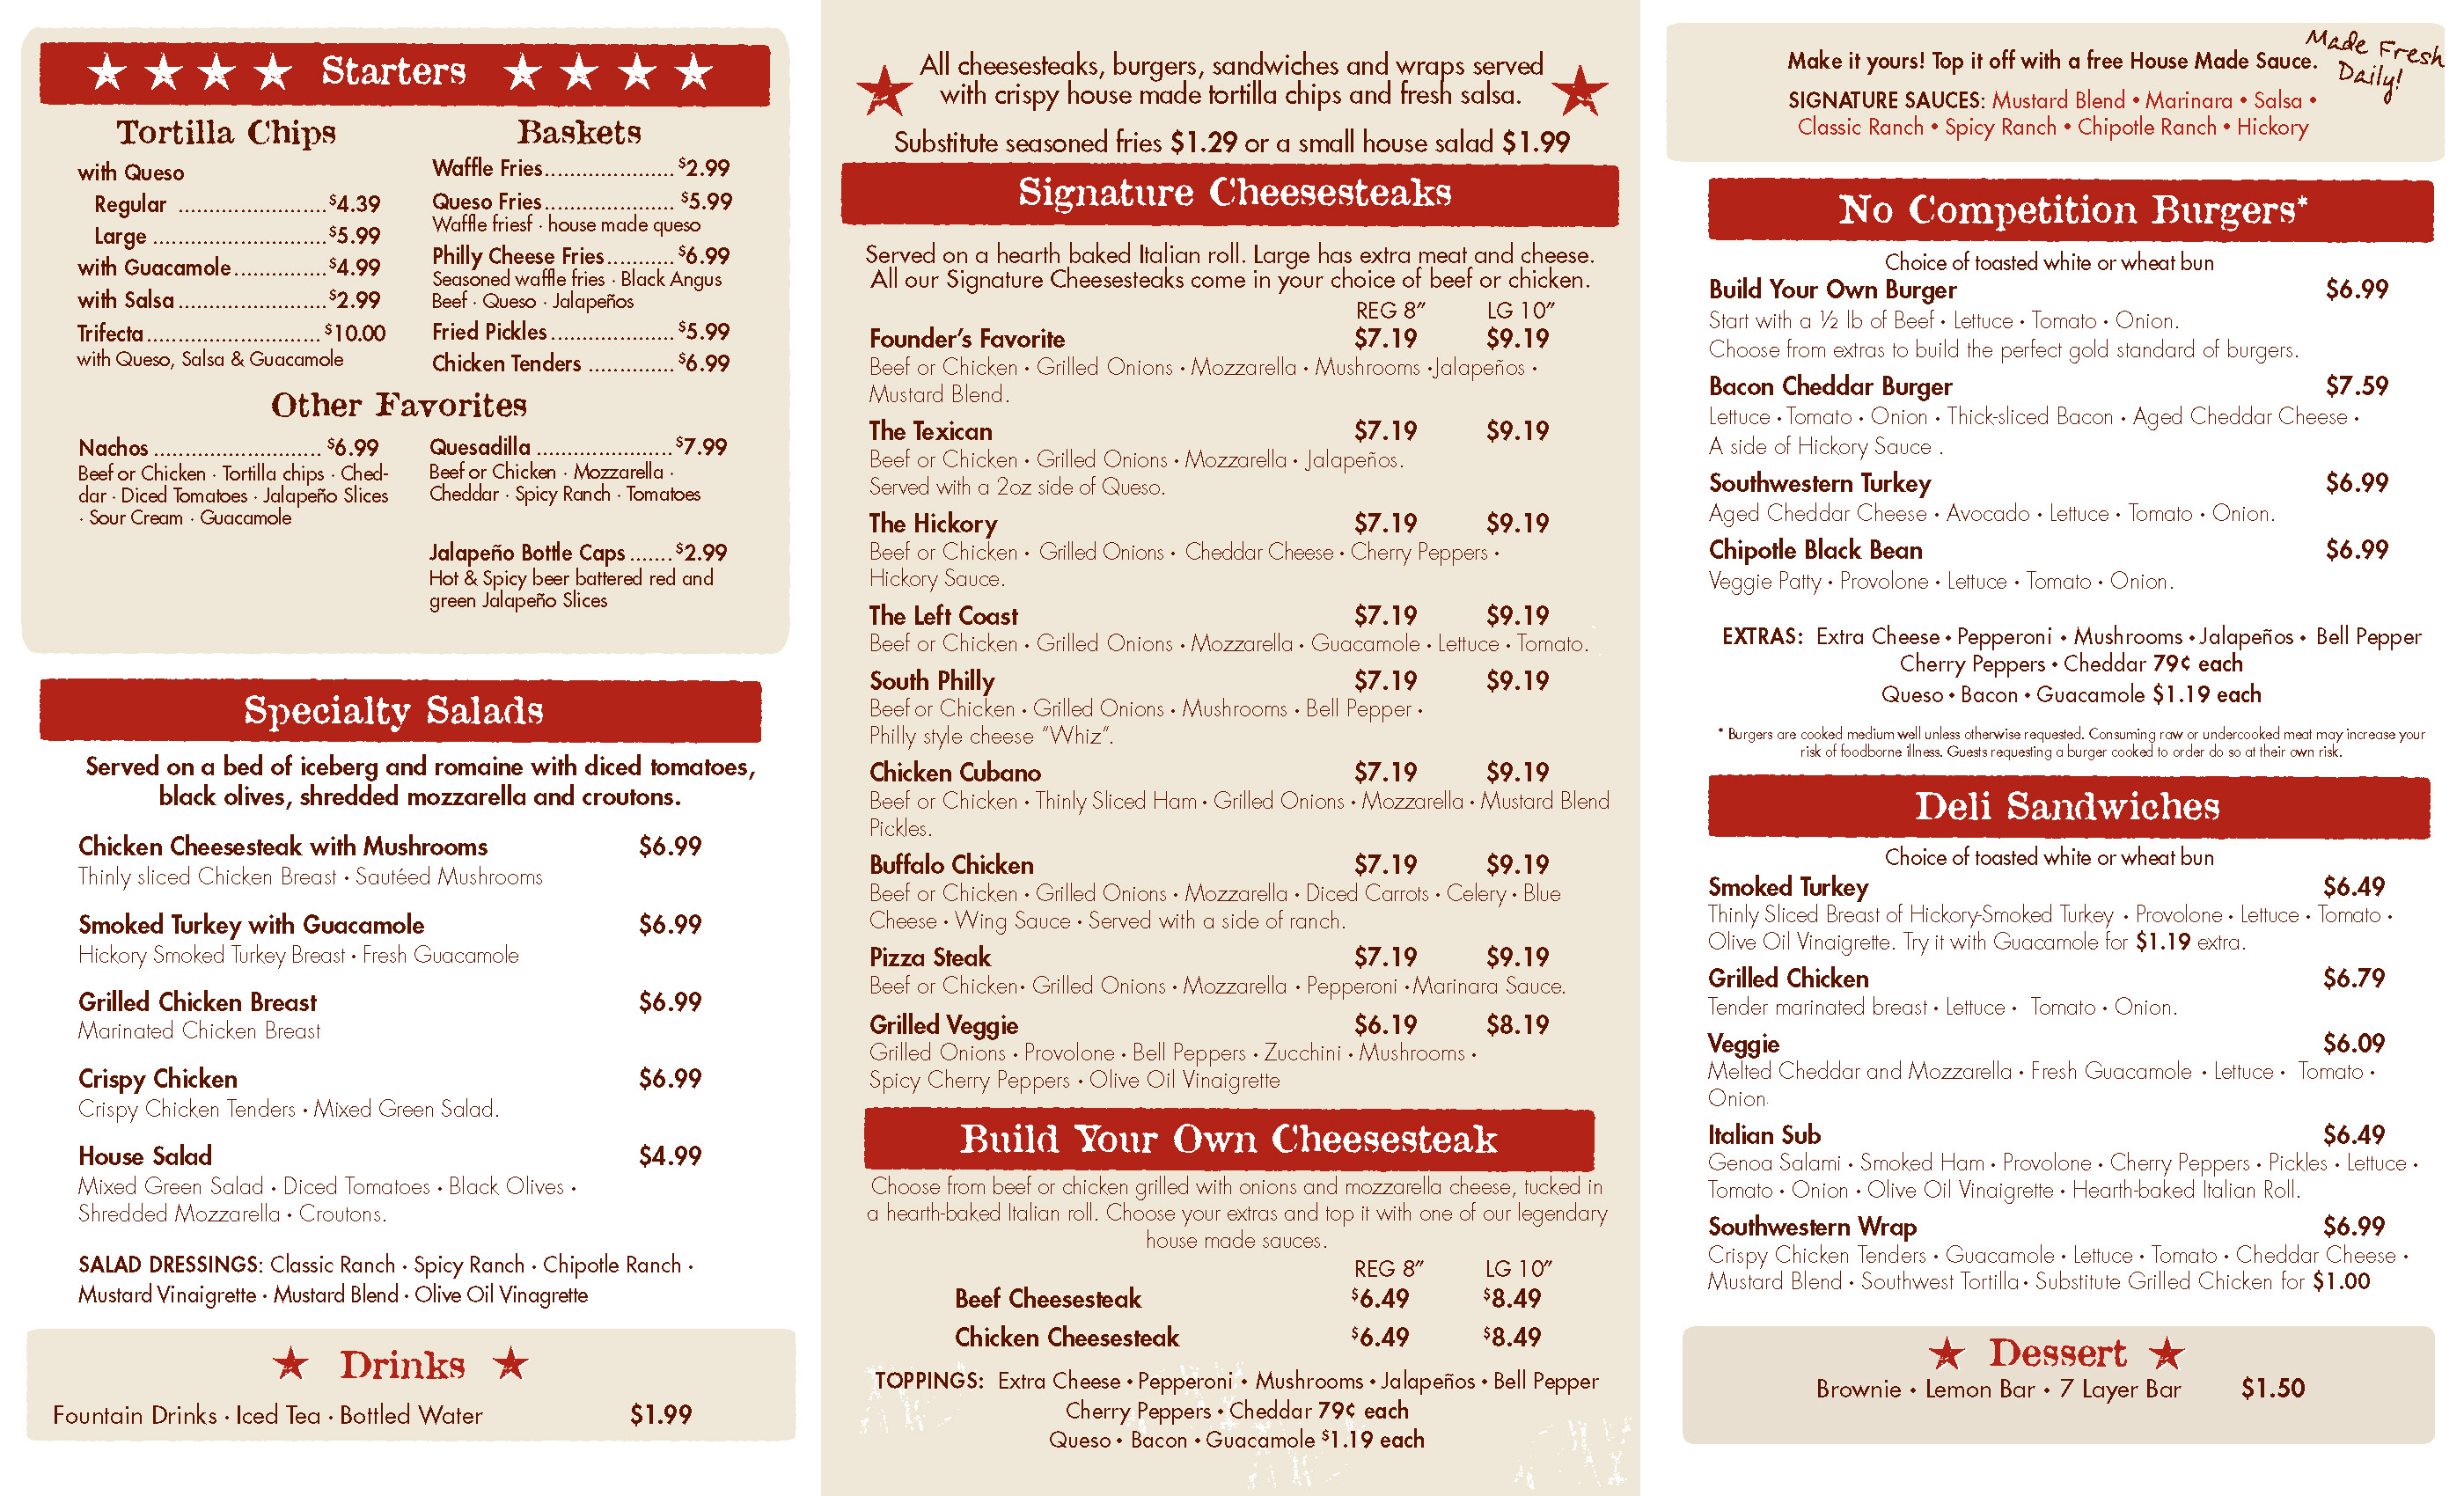 Starters
Tortilla Chips
with Queso
Regular ........................$4.39
Large ............................$5.99
with Guacamole...............$4.99
with Salsa........................$2.99
Trifecta............................$10.00
with Queso, Salsa & Guacamole
Baskets
Waffle Fries.....................$2.99
Queso Fries..................... $5.99
Waffle friesf · house made queso
Philly Cheese Fries...........$6.99
Seasoned waffle fries · Black Angus
Beef · Queso · Jalapeños
Fried Pickles....................$5.99
Chicken Tenders ..............$6.99
Other Favorites
Nachos ........................... $6.99
Beef or Chicken · Tortilla chips · Ched-
dar · Diced Tomatoes · Jalapeño Slices
· Sour Cream · Guacamole
Quesadilla ......................$7.99
Beef or Chicken · Mozzarella ·
Cheddar · Spicy Ranch · Tomatoes
Jalapeño Bottle Caps.......$2.99
Hot & Spicy beer battered red and
green Jalapeño Slices
Specialty Salads
Served on a bed of iceberg and romaine with diced tomatoes,
black olives, shredded mozzarella and croutons.
Chicken Cheesesteak with Mushrooms $6.99
Thinly sliced Chicken Breast • Sautéed Mushrooms
Smoked Turkey with Guacamole $6.99
Hickory Smoked Turkey Breast • Fresh Guacamole
Grilled Chicken Breast $6.99
Marinated Chicken Breast
Crispy Chicken $6.99
Crispy Chicken Tenders • Mixed Green Salad.
House Salad $4.99
Mixed Green Salad • Diced Tomatoes • Black Olives •
Shredded Mozzarella • Croutons.
SALAD DRESSINGS: Classic Ranch • Spicy Ranch • Chipotle Ranch •
Mustard Vinaigrette • Mustard Blend • Olive Oil Vinagrette
Drinks
Fountain Drinks • Iced Tea • Bottled Water $1.99
All cheesesteaks, burgers, sandwiches and wraps served
with crispy house made tortilla chips and fresh salsa.
Substitute seasoned fries $1.29 or a small house salad $1.99
Signature Cheesesteaks
Served on a hearth baked Italian roll. Large has extra meat and cheese.
All our Signature Cheesesteaks come in your choice of beef or chicken.
REG 8” LG 10”
Founder’s Favorite $7.19 $9.19
Beef or Chicken • Grilled Onions • Mozzarella • Mushrooms •Jalapeños •
Mustard Blend.
The Texican $7.19 $9.19
Beef or Chicken • Grilled Onions • Mozzarella • Jalapeños.
Served with a 2oz side of Queso.
The Hickory $7.19 $9.19
Beef or Chicken • Grilled Onions • Cheddar Cheese • Cherry Peppers •
Hickory Sauce.
The Left Coast $7.19 $9.19
Beef or Chicken • Grilled Onions • Mozzarella • Guacamole • Lettuce • Tomato.
South Philly $7.19 $9.19
Beef or Chicken • Grilled Onions • Mushrooms • Bell Pepper •
Philly style cheese “Whiz”.
Chicken Cubano $7.19 $9.19
Beef or Chicken • Thinly Sliced Ham • Grilled Onions • Mozzarella • Mustard Blend
Pickles.
Buffalo Chicken $7.19 $9.19
Beef or Chicken • Grilled Onions • Mozzarella • Diced Carrots • Celery • Blue
Cheese • Wing Sauce • Served with a side of ranch.
Pizza Steak $7.19 $9.19
Beef or Chicken• Grilled Onions • Mozzarella • Pepperoni •Marinara Sauce.
Grilled Veggie $6.19 $8.19
Grilled Onions • Provolone • Bell Peppers • Zucchini • Mushrooms •
Spicy Cherry Peppers • Olive Oil Vinaigrette
Build Your Own Cheesesteak
Choose from beef or chicken grilled with onions and mozzarella cheese, tucked in
a hearth-baked Italian roll. Choose your extras and top it with one of our legendary
house made sauces.
REG 8” LG 10”
Beef Cheesesteak $6.49 $8.49
Chicken Cheesesteak $6.49 $8.49
TOPPINGS: Extra Cheese • Pepperoni • Mushrooms • Jalapeños • Bell Pepper
Cherry Peppers • Cheddar 79¢ each
Queso • Bacon • Guacamole $1.19 each
Make it yours! Top it off with a free House Made Sauce.
Made Fresh
Daily!
SIGNATURE SAUCES: Mustard Blend • Marinara • Salsa •
Classic Ranch • Spicy Ranch • Chipotle Ranch • Hickory
No Competition Burgers*
Choice of toasted white or wheat bun
Build Your Own Burger $6.99
Start with a ½ lb of Beef • Lettuce • Tomato • Onion.
Choose from extras to build the perfect gold standard of burgers.
Bacon Cheddar Burger $7.59
Lettuce • Tomato • Onion • Thick-sliced Bacon • Aged Cheddar Cheese •
A side of Hickory Sauce .
Southwestern Turkey $6.99
Aged Cheddar Cheese • Avocado • Lettuce • Tomato • Onion.
Chipotle Black Bean $6.99
Veggie Patty • Provolone • Lettuce • Tomato • Onion.
EXTRAS: Extra Cheese • Pepperoni • Mushrooms • Jalapeños • Bell Pepper
Cherry Peppers • Cheddar 79¢ each
Queso • Bacon • Guacamole $1.19 each
* Burgers are cooked medium well unless otherwise requested. Consuming raw or undercooked meat may increase your
risk of foodborne illness. Guests requesting a burger cooked to order do so at their own risk.
Deli Sandwiches
Choice of toasted white or wheat bun
Smoked Turkey $6.49
Thinly Sliced Breast of Hickory-Smoked Turkey • Provolone • Lettuce • Tomato •
Olive Oil Vinaigrette. Try it with Guacamole for $1.19 extra.
Grilled Chicken $6.79
Tender marinated breast • Lettuce • Tomato • Onion.
Veggie $6.09
Melted Cheddar and Mozzarella • Fresh Guacamole • Lettuce • Tomato •
Onion.
Italian Sub $6.49
Genoa Salami • Smoked Ham • Provolone • Cherry Peppers • Pickles • Lettuce •
Tomato • Onion • Olive Oil Vinaigrette • Hearth-baked Italian Roll.
Southwestern Wrap $6.99
Crispy Chicken Tenders • Guacamole • Lettuce • Tomato • Cheddar Cheese •
Mustard Blend • Southwest Tortilla • Substitute Grilled Chicken for $1.00
Dessert
Brownie • Lemon Bar • 7 Layer Bar $1.50